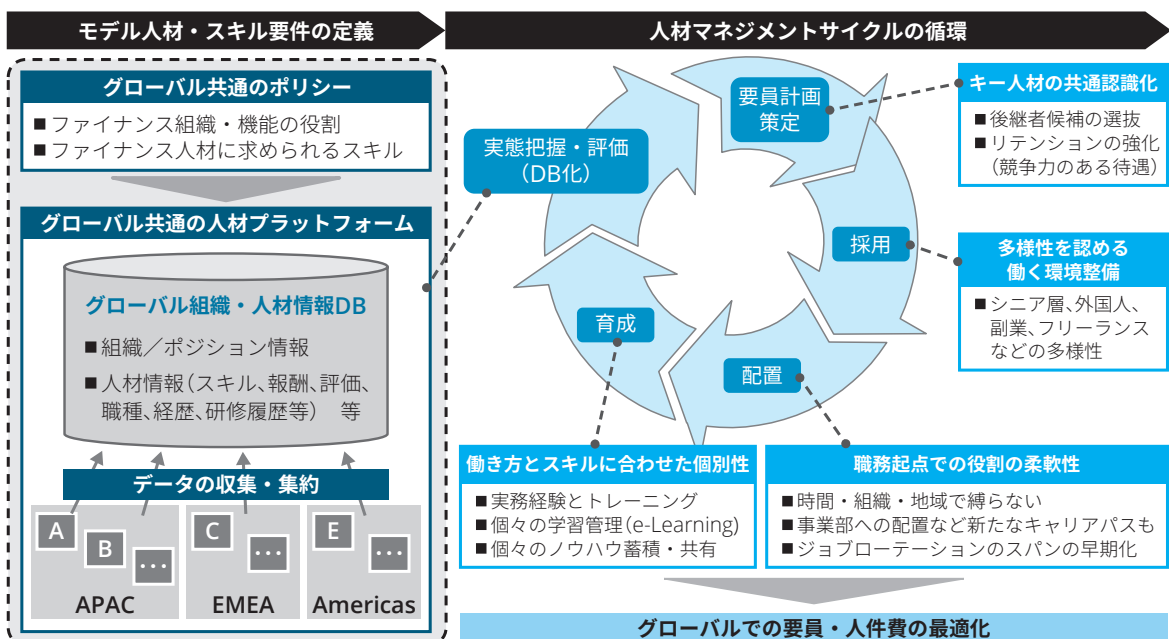 モデル人材・スキル要件の定義
人材マネジメントサイクルの循環
グローバル共通のポリシー
■ファイナンス組織・機能の役割
■ファイナンス人材に求められるスキル
グローバル共通の人材プラットフォーム
グローバル組織・人材情報DB
■組織／ポジション情報
■人材情報（スキル、報酬、評価、
職種、経歴、研修履歴等）　等
データの収集・集約
A
B
…
APAC
C
…
EMEA
E
…
Americas
実態把握・評価
（DB化）
要員計画
策定
採用
配置
育成
キー人材の共通認識化
■後継者候補の選抜
■リテンションの強化
（競争力のある待遇）
多様性を認める
働く環境整備
■シニア層、外国人、
副業、フリーランス
などの多様性
働き方とスキルに合わせた個別性
■実務経験とトレーニング
■個々の学習管理（e-Learning）
■個々のノウハウ蓄積・共有
職務起点での役割の柔軟性
■時間・組織・地域で縛らない
■事業部への配置など新たなキャリアパスも
■ジョブローテーションのスパンの早期化
グローバルでの要員・人件費の最適化